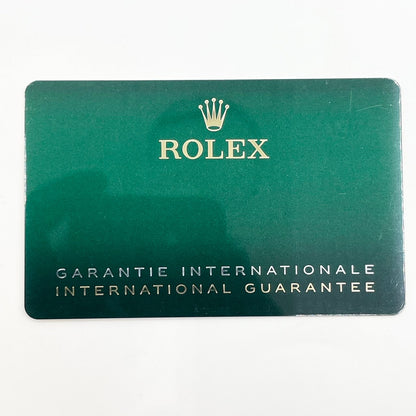 ROLEX
GARANTIE INTERNATIONALE
INTERNATIONAL GUARANTEE